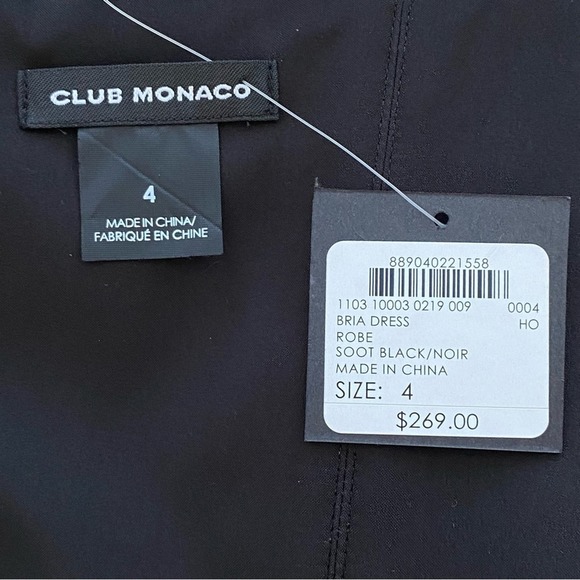 CLUB MONACO
4
MADE IN CHINA/
FABRIQUÉ EN CHINE
889040221558
1103 10003 0219 009 0004
BRIA DRESS HO
ROBE
SOOT BLACK/NOIR
MADE IN CHINA
SIZE: 4
$269.00